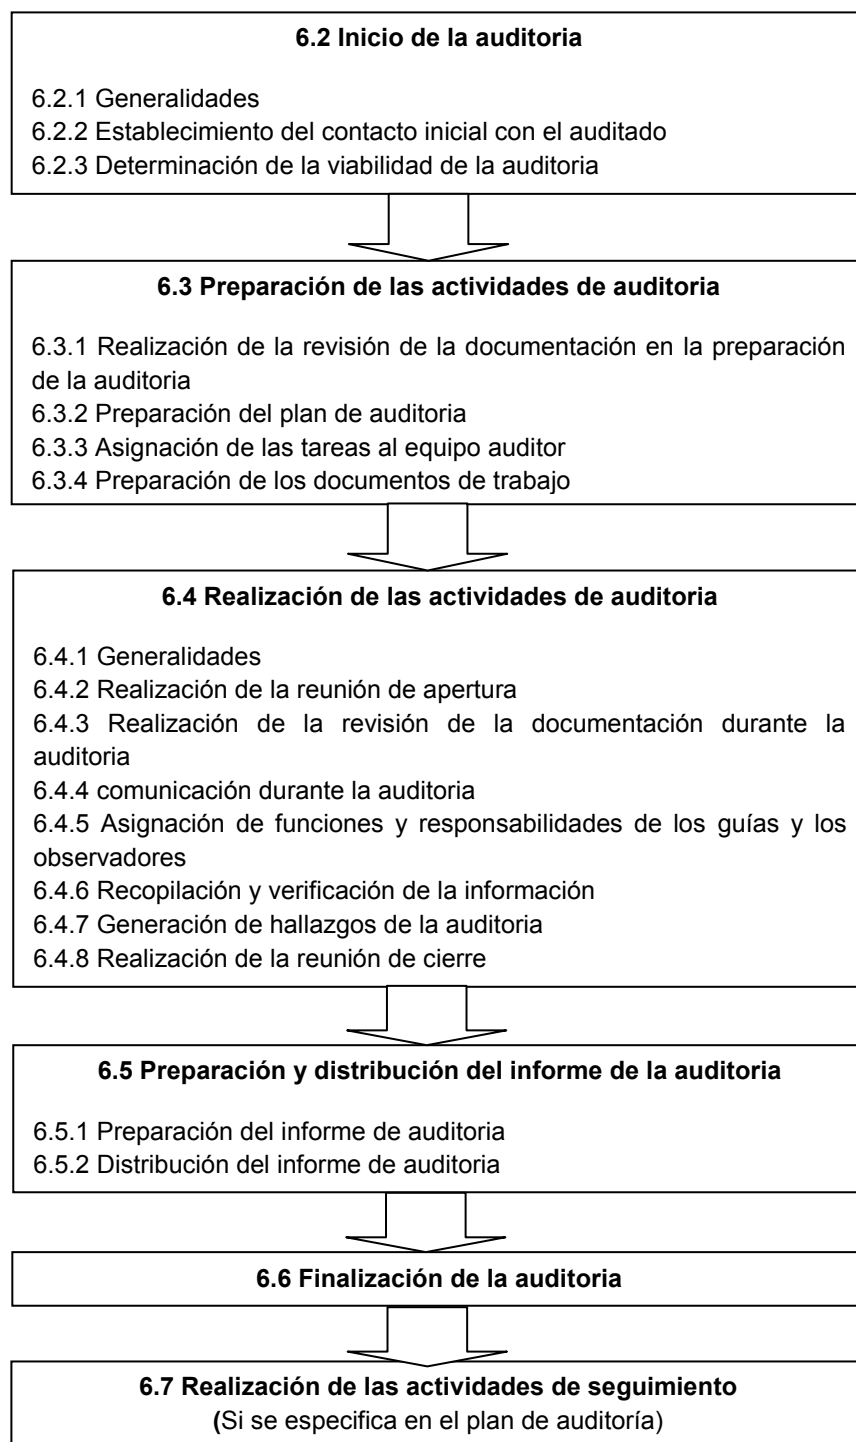 6.2 Inicio de la auditoria
6.2.1 Generalidades
6.2.2 Establecimiento del contacto inicial con el auditado
6.2.3 Determinación de la viabilidad de la auditoria
6.3 Preparación de las actividades de auditoria
6.3.1 Realización de la revisión de la documentación en la preparación
de la auditoria
6.3.2 Preparación del plan de auditoria
6.3.3 Asignación de las tareas al equipo auditor
6.3.4 Preparación de los documentos de trabajo
6.4 Realización de las actividades de auditoria
6.4.1 Generalidades
6.4.2 Realización de la reunión de apertura
6.4.3 Realización de la revisión de la documentación durante la
auditoria
6.4.4 comunicación durante la auditoria
6.4.5 Asignación de funciones y responsabilidades de los guías y los
observadores
6.4.6 Recopilación y verificación de la información
6.4.7 Generación de hallazgos de la auditoria
6.4.8 Realización de la reunión de cierre
6.5 Preparación y distribución del informe de la auditoria
6.5.1 Preparación del informe de auditoria
6.5.2 Distribución del informe de auditoria
6.6 Finalización de la auditoria
6.7 Realización de las actividades de seguimiento
(Si se especifica en el plan de auditoría)